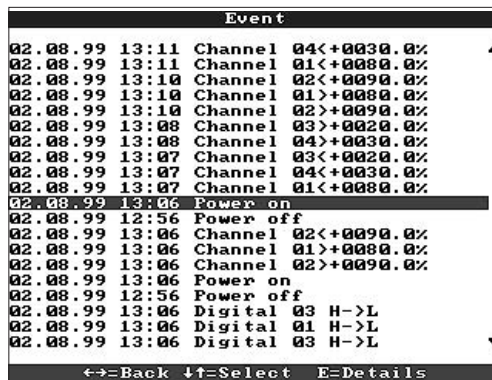 Event
02.08.99 13:11 Channel 04<+0030.0%
02.08.99 13:11 Channel 01<+0080.0%
02.08.99 13:10 Channel 02<+0090.0%
02.08.99 13:10 Channel 01>+0080.0%
02.08.99 13:10 Channel 02>+0090.0%
02.08.99 13:08 Channel 03>+0020.0%
02.08.99 13:08 Channel 04>+0030.0%
02.08.99 13:07 Channel 03<+0020.0%
02.08.99 13:07 Channel 04<+0030.0%
02.08.99 13:07 Channel 01<+0080.0%
02.08.99 13:06 Power on
02.08.99 12:56 Power off
02.08.99 13:06 Channel 02<+0090.0%
02.08.99 13:06 Channel 01>+0080.0%
02.08.99 13:06 Channel 02>+0090.0%
02.08.99 13:06 Power on
02.08.99 12:56 Power off
02.08.99 13:06 Digital 03 H->L
02.08.99 13:06 Digital 01 H->L
02.08.99 13:06 Digital 03 H->L
←→=Back ↓↑=Select E=Details